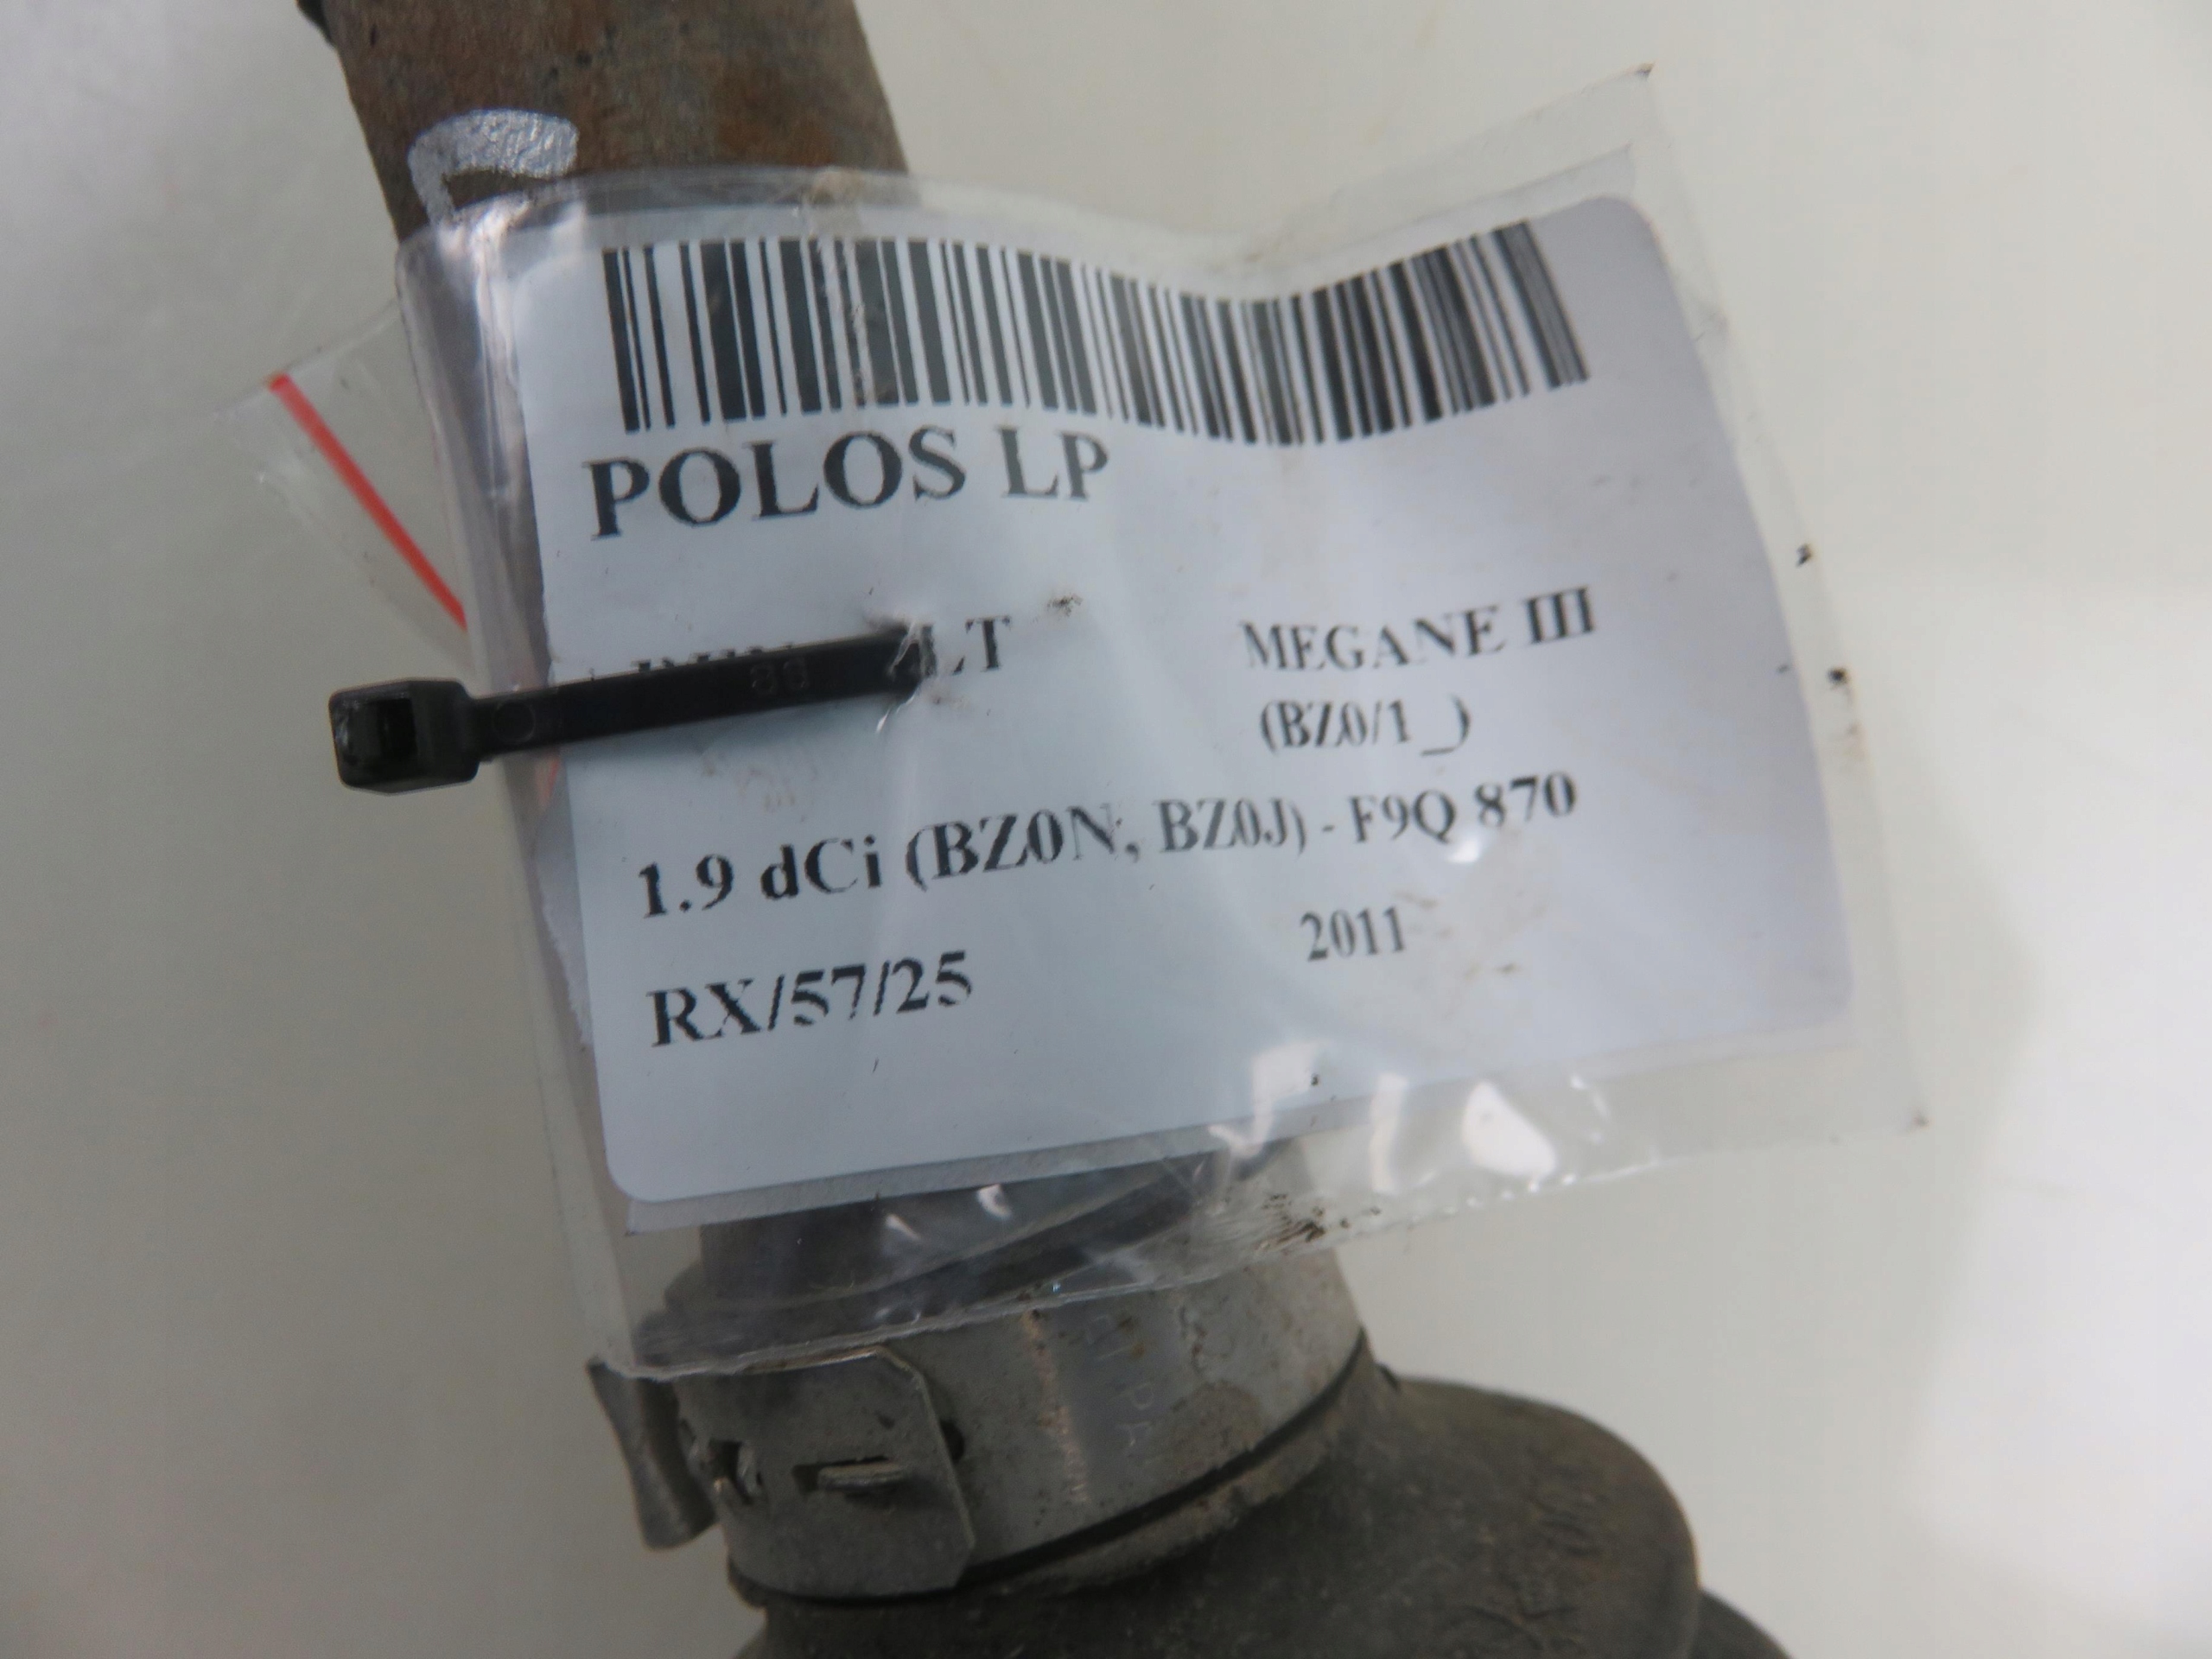 POLOS LP
LT MEGANE III
(BZ0/1_)
1.9 dCi (BZ0N, BZ0J) - F9Q 870
2011
RX/57/25